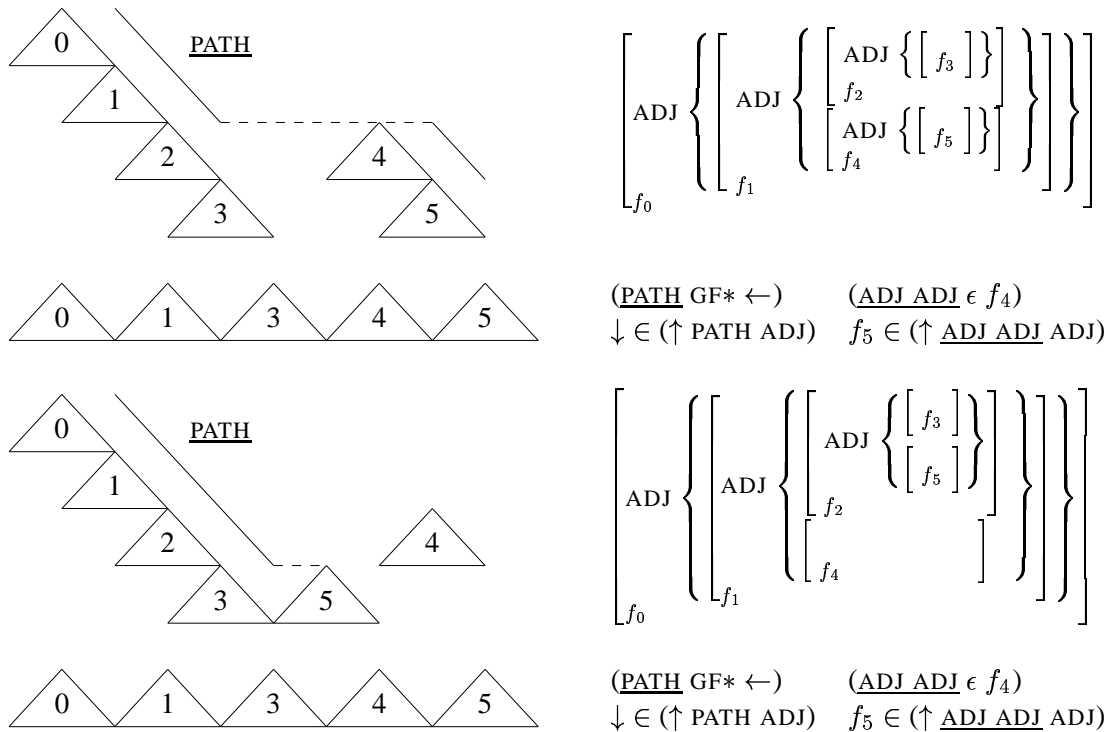 0
PATH
1
2
4
3
5
ADJ { [ ADJ { [ ADJ { [ f3 ] } f2 ] [ ADJ { [ f5 ] } f4 ] } f1 ] } f0
0 1 3 4 5
(PATH GF* ←) (ADJ ADJ ϵ f4)
↓ ∈ (↑ PATH ADJ) f5 ∈ (↑ ADJ ADJ ADJ)
0
PATH
1
2
4
3 5
ADJ { [ ADJ { [ ADJ { [ f3 ] [ f5 ] } f2 ] [ f4 ] } f1 ] } f0
0 1 3 4 5
(PATH GF* ←) (ADJ ADJ ϵ f4)
↓ ∈ (↑ PATH ADJ) f5 ∈ (↑ ADJ ADJ ADJ)